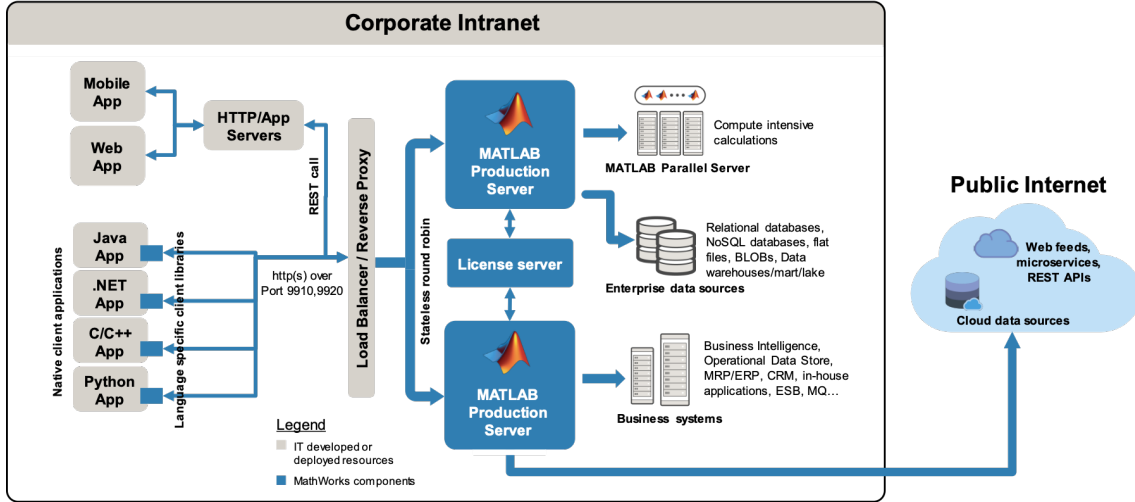 Corporate Intranet
Mobile
App
Web
App
HTTP/App
Servers
REST call
Native client applications
Java
App
.NET
App
C/C++
App
Python
App
Language specific client libraries
http(s) over
Port 9910,9920
Load Balancer / Reverse Proxy
Stateless round robin
MATLAB
Production
Server
License server
MATLAB
Production
Server
Compute intensive
calculations
MATLAB Parallel Server
Relational databases,
NoSQL databases, flat
files, BLOBs, Data
warehouses/mart/lake
Enterprise data sources
Business Intelligence,
Operational Data Store,
MRP/ERP, CRM, in-house
applications, ESB, MQ...
Business systems
Legend
IT developed or
deployed resources
MathWorks components
Public Internet
Web feeds,
microservices,
REST APIs
Cloud data sources